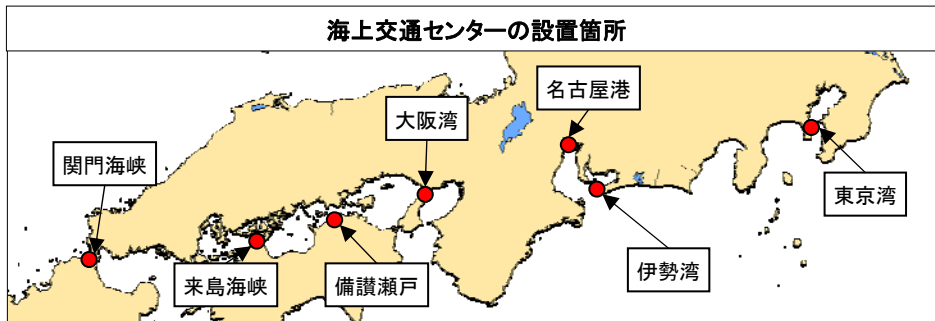 海上交通センターの設置箇所
名古屋港
大阪湾
関門海峡
東京湾
伊勢湾
来島海峡
備讃瀬戸